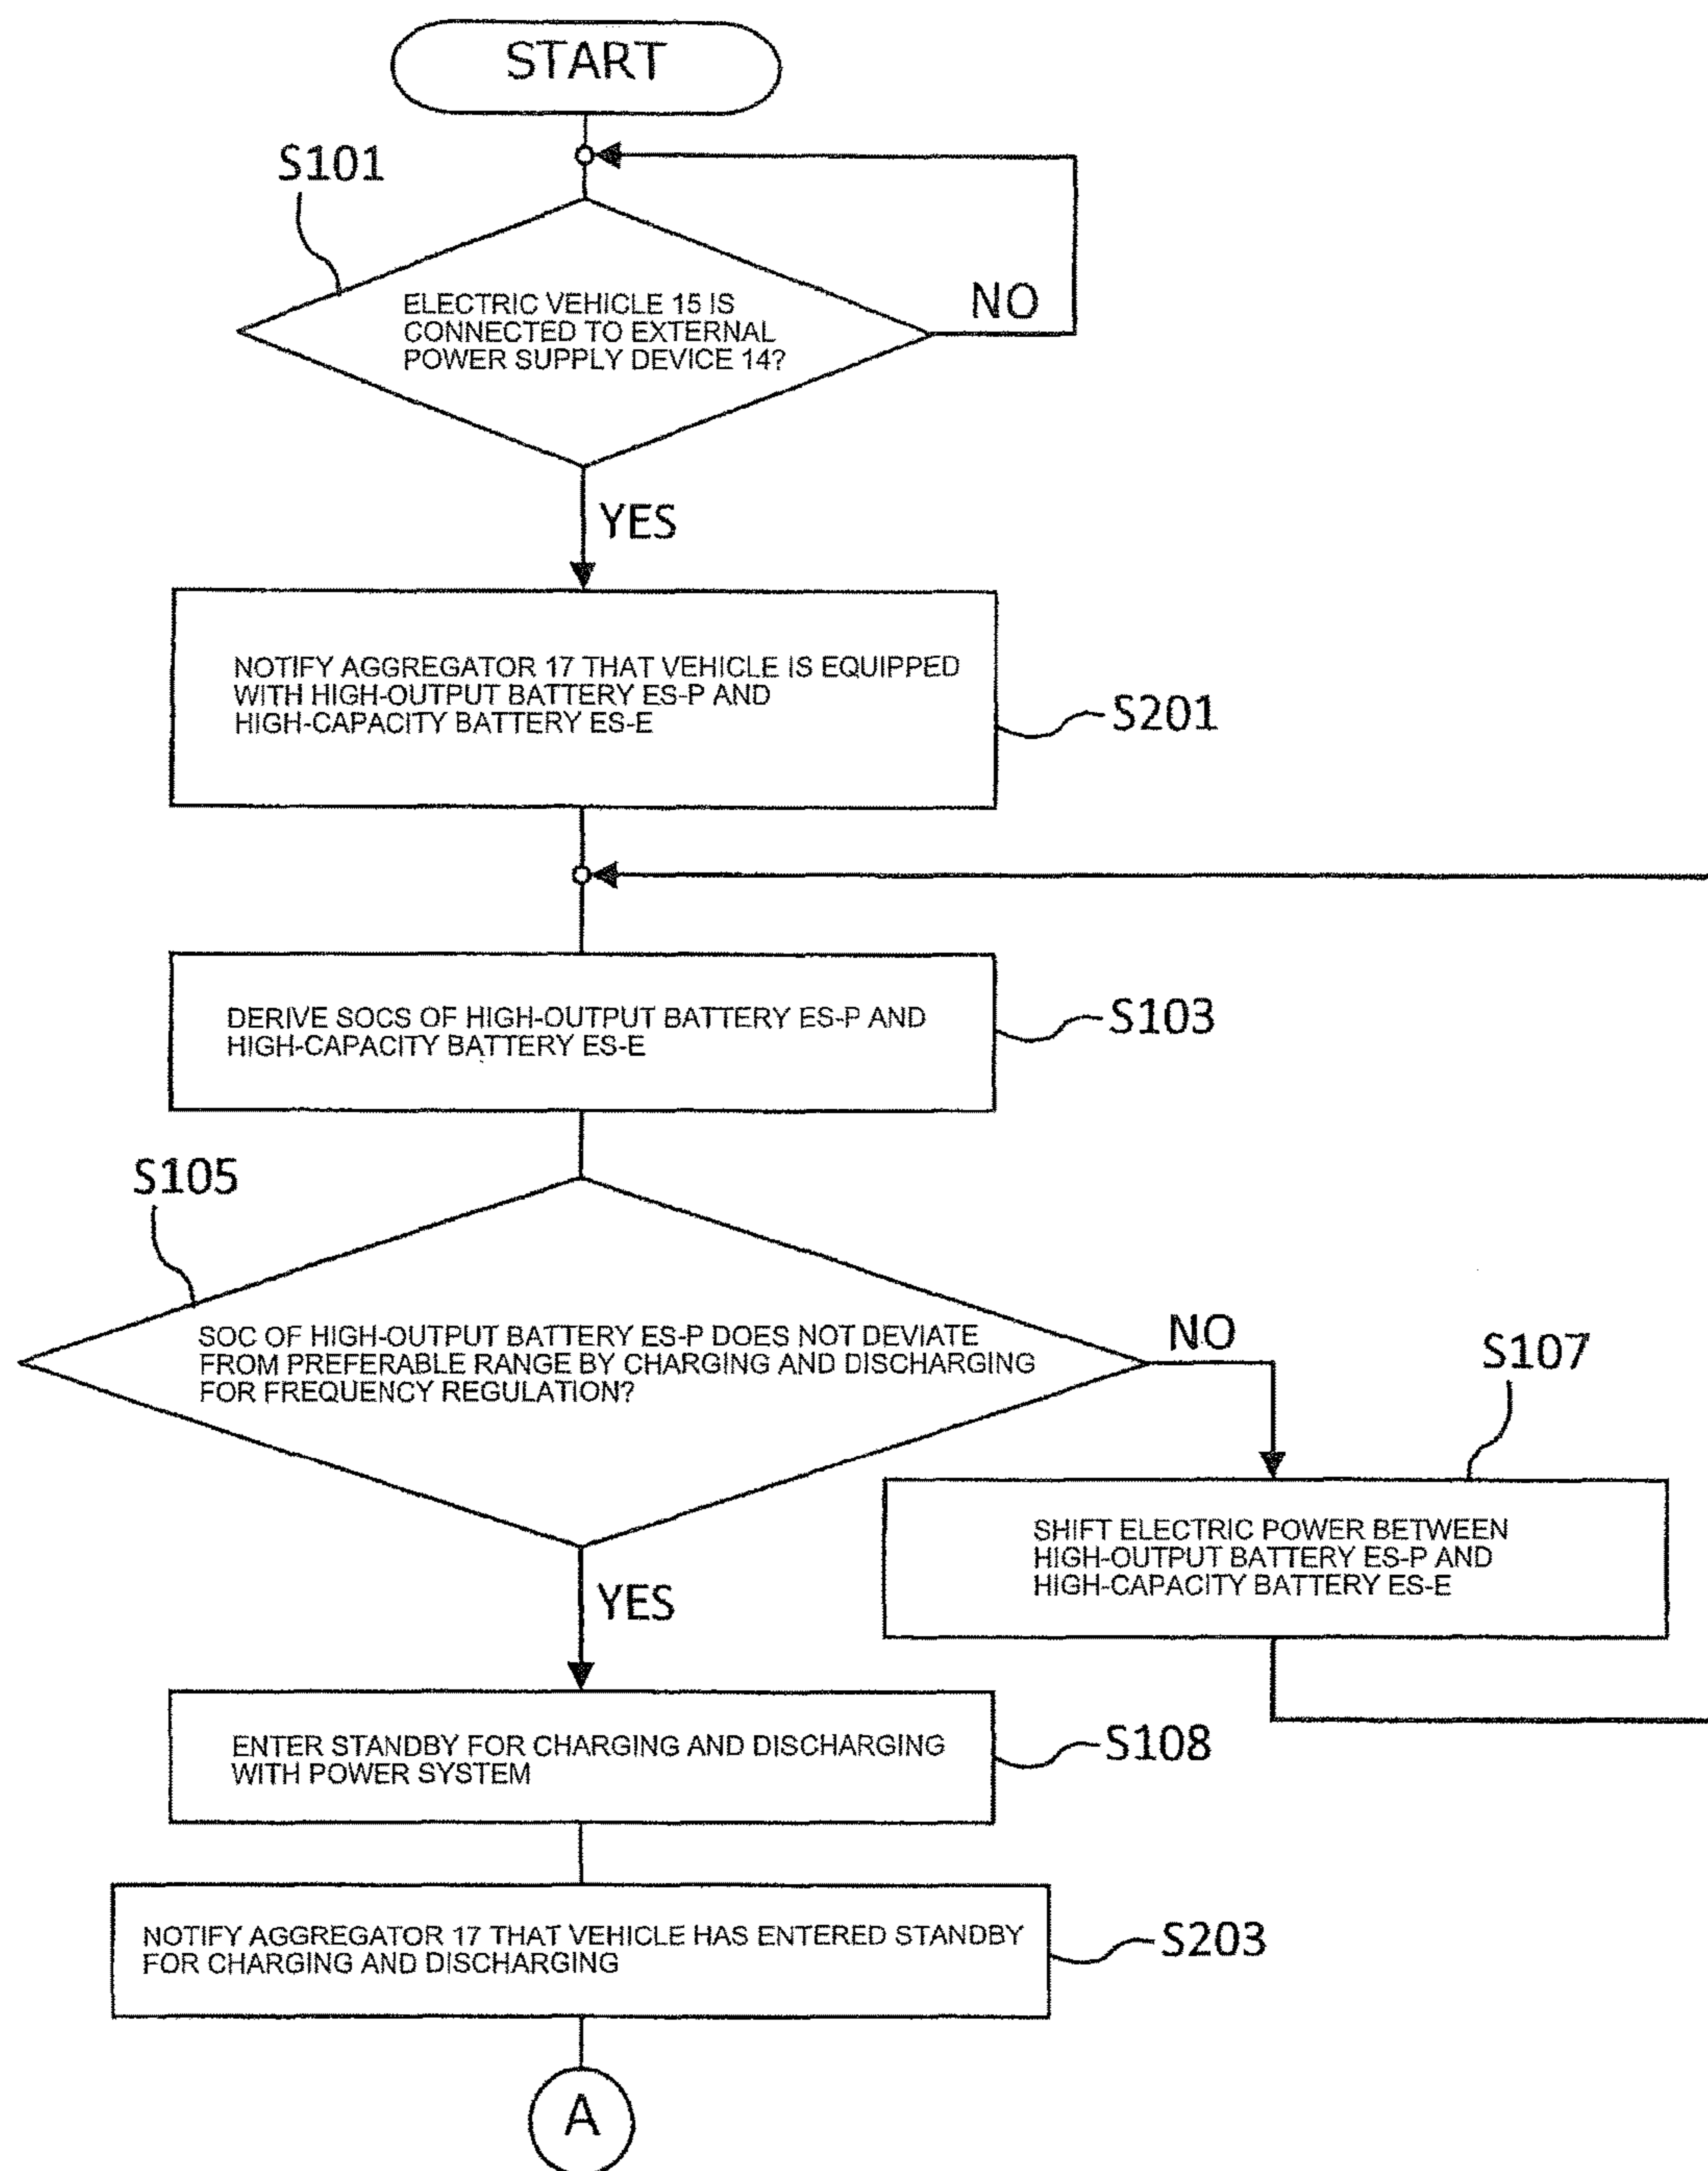 START
S101
ELECTRIC VEHICLE 15 IS
CONNECTED TO EXTERNAL
POWER SUPPLY DEVICE 14?
NO
YES
NOTIFY AGGREGATOR 17 THAT VEHICLE IS EQUIPPED
WITH HIGH-OUTPUT BATTERY ES-P AND
HIGH-CAPACITY BATTERY ES-E
S201
DERIVE SOCS OF HIGH-OUTPUT BATTERY ES-P AND
HIGH-CAPACITY BATTERY ES-E
S103
S105
SOC OF HIGH-OUTPUT BATTERY ES-P DOES NOT DEVIATE
FROM PREFERABLE RANGE BY CHARGING AND DISCHARGING
FOR FREQUENCY REGULATION?
NO
S107
SHIFT ELECTRIC POWER BETWEEN
HIGH-OUTPUT BATTERY ES-P AND
HIGH-CAPACITY BATTERY ES-E
YES
ENTER STANDBY FOR CHARGING AND DISCHARGING
WITH POWER SYSTEM
S108
NOTIFY AGGREGATOR 17 THAT VEHICLE HAS ENTERED STANDBY
FOR CHARGING AND DISCHARGING
S203
A